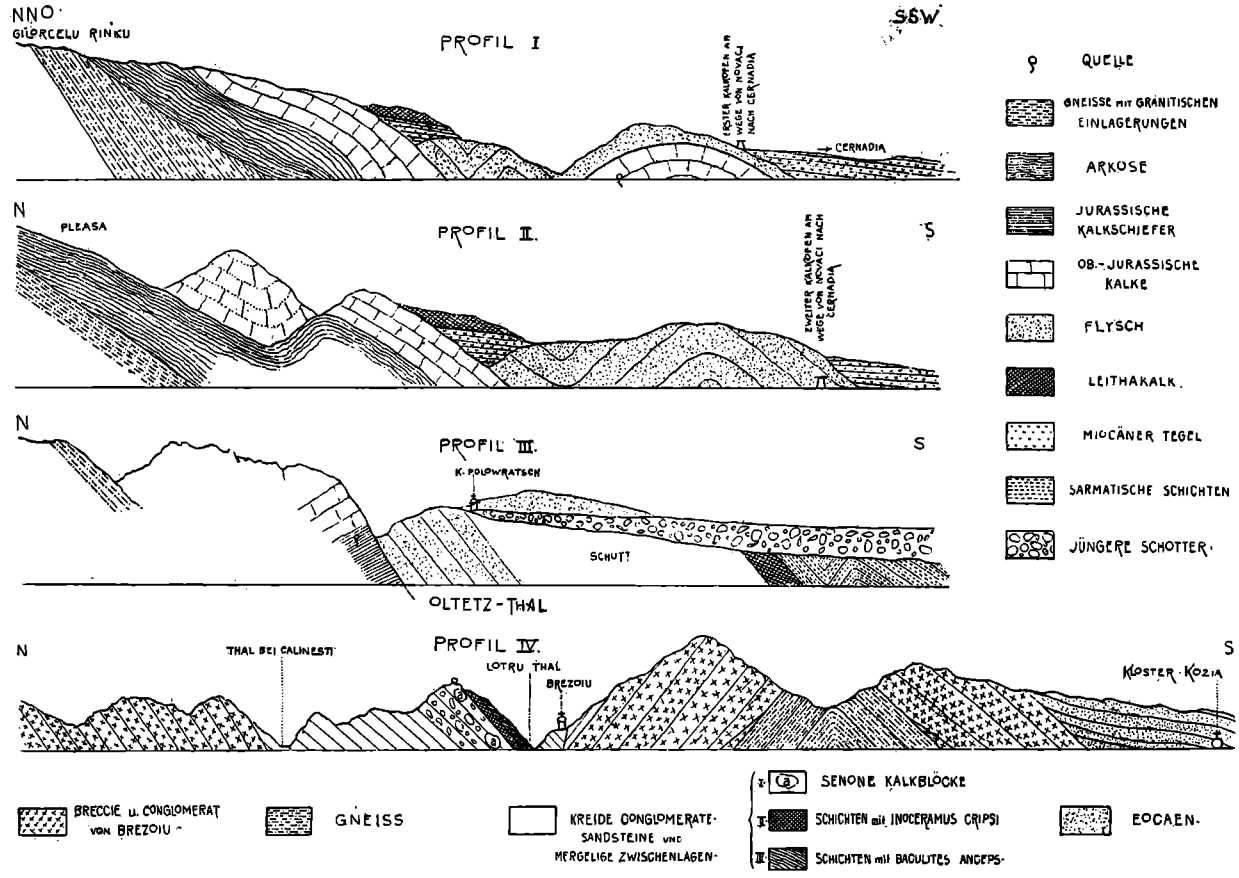 NNO.
SSW
GILORCELU RINKU
PROFIL I
ERSTER KALKOFEN AM
WEGE VON NOVACI
NACH CERNADIA
→ CERNADIA
N
PLEASA
PROFIL II.
S
ZWEITER KALKOFEN AM
WEGE VON NOVACI NACH
CERNADIA
N
PROFIL III.
S
K. POLOWRATSCH
SCHUTT
OLTETZ-THAL
N
THAL BEI CALINESTI
PROFIL IV.
LOTRU THAL
BREZOIU
S
KLOSTER KOZIA
a
a
QUELLE
GNEISSE mit GRANITISCHEN
EINLAGERUNGEN
ARKOSE
JURASSISCHE
KALKSCHIEFER
OB.-JURASSISCHE
KALKE
FLYSCH
LEITHAKALK.
MIOCÄNER TEGEL
SARMATISCHE SCHICHTEN
JÜNGERE SCHOTTER.
BRECCIE u. CONGLOMERAT
VON BREZOIU
GNEISS
KREIDE CONGLOMERATE-
SANDSTEINE und
MERGELIGE ZWISCHENLAGEN-
I. a SENONE KALKBLÖCKE
II SCHICHTEN mit INOCERAMUS CRIPSI
III SCHICHTEN mit BACULITES ANCEPS-
EOCAEN-